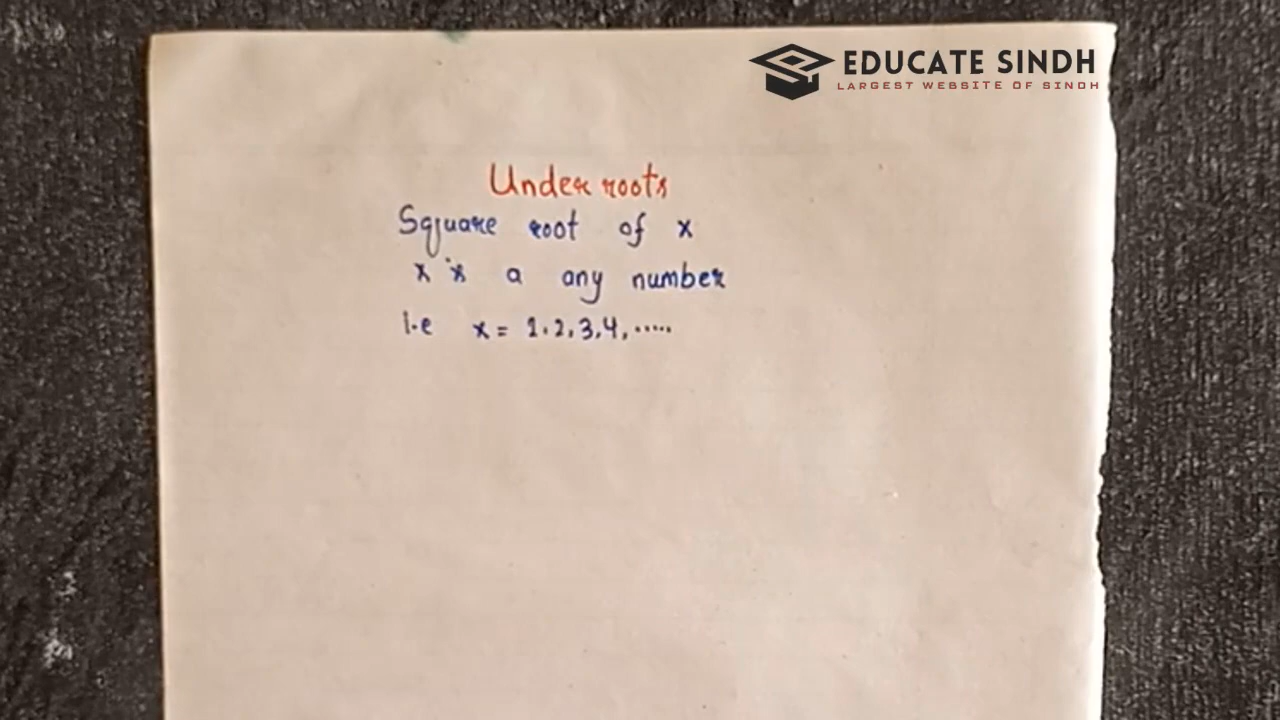 EDUCATE SINDH
LARGEST WEBSITE OF SINDH
Under roots
Square root of x
x is a any number
i.e x = 1,2,3,4,.....